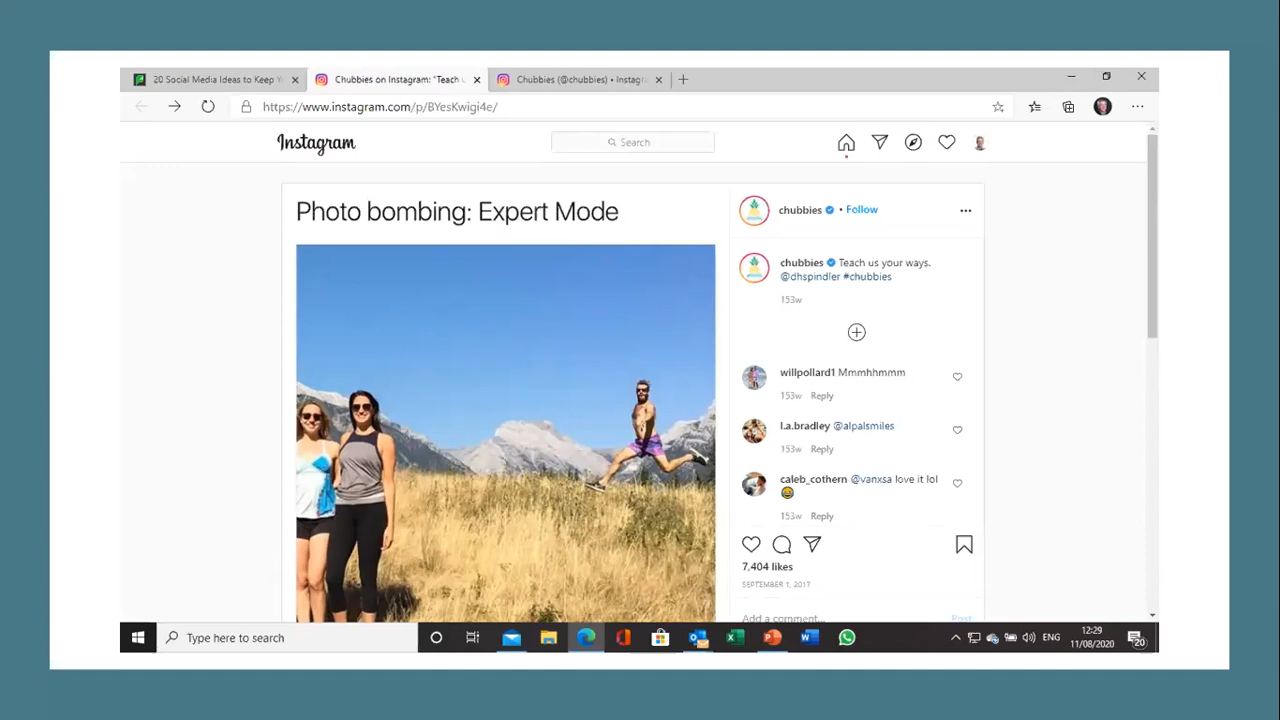 20 Social Media Ideas to Keep Y
Chubbies on Instagram: "Teach u
Chubbies (@chubbies) • Instagr
https://www.instagram.com/p/BYesKwigi4e/
Instagram
Search
Photo bombing: Expert Mode
chubbies • Follow
chubbies Teach us your ways.
@dhspindler #chubbies
153w
willpollard1 Mmmhhmmm
153w Reply
l.a.bradley @alpalsmiles
153w Reply
caleb_cothern @vanxsa love it lol
153w Reply
7,404 likes
SEPTEMBER 1, 2017
Add a comment... Post
Type here to search
ENG
12:29
11/08/2020
20